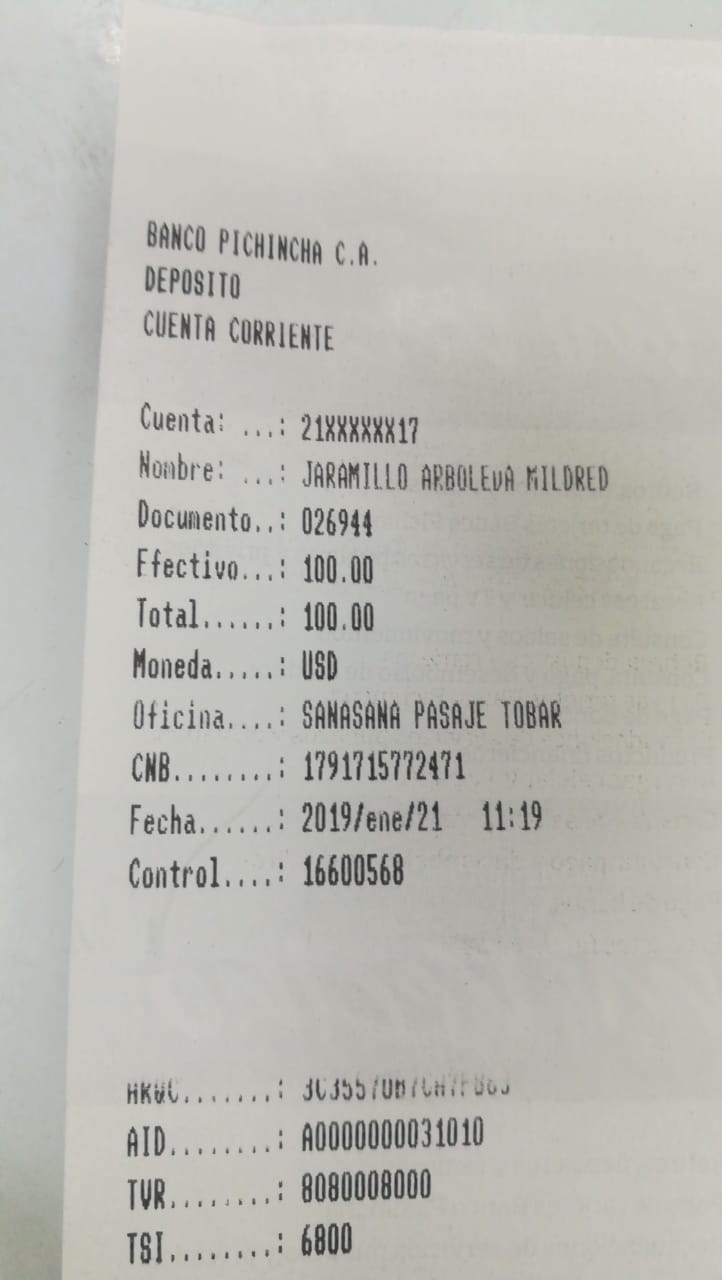 BANCO PICHINCHA C.A.
DEPOSITO
CUENTA CORRIENTE
Cuenta: ...: 21XXXXXX17
Nombre: ...: JARAMILLO ARBOLEDA MILDRED
Documento..: 026944
Efectivo...: 100.00
Total......: 100.00
Moneda.....: USD
Oficina....: SANASANA PASAJE TOBAR
CNB........: 1791715772471
Fecha......: 2019/ene/21 11:19
Control....: 16600568
ARQC.......:
AID........: A0000000031010
TVR........: 8080008000
TSI........: 6800